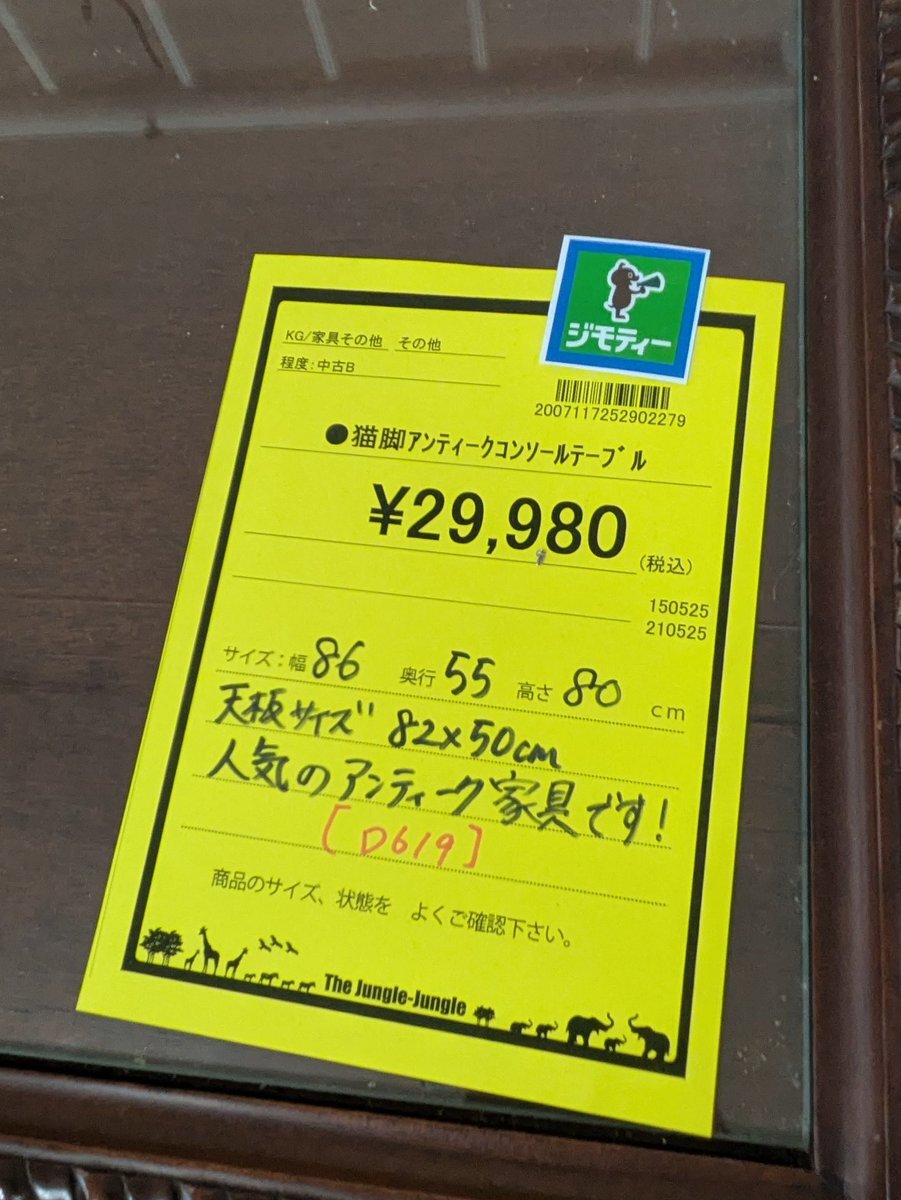 ジモティー
KG/家具その他 その他
程度:中古B
2007117252902279
●猫脚アンティークコンソールテーブル
¥29,980
(税込)
150525
210525
サイズ:幅 86 奥行 55 高さ 80 cm
天板サイズ 82×50cm
人気のアンティーク家具です!
[D619]
商品のサイズ、状態を よくご確認下さい。
The Jungle-Jungle